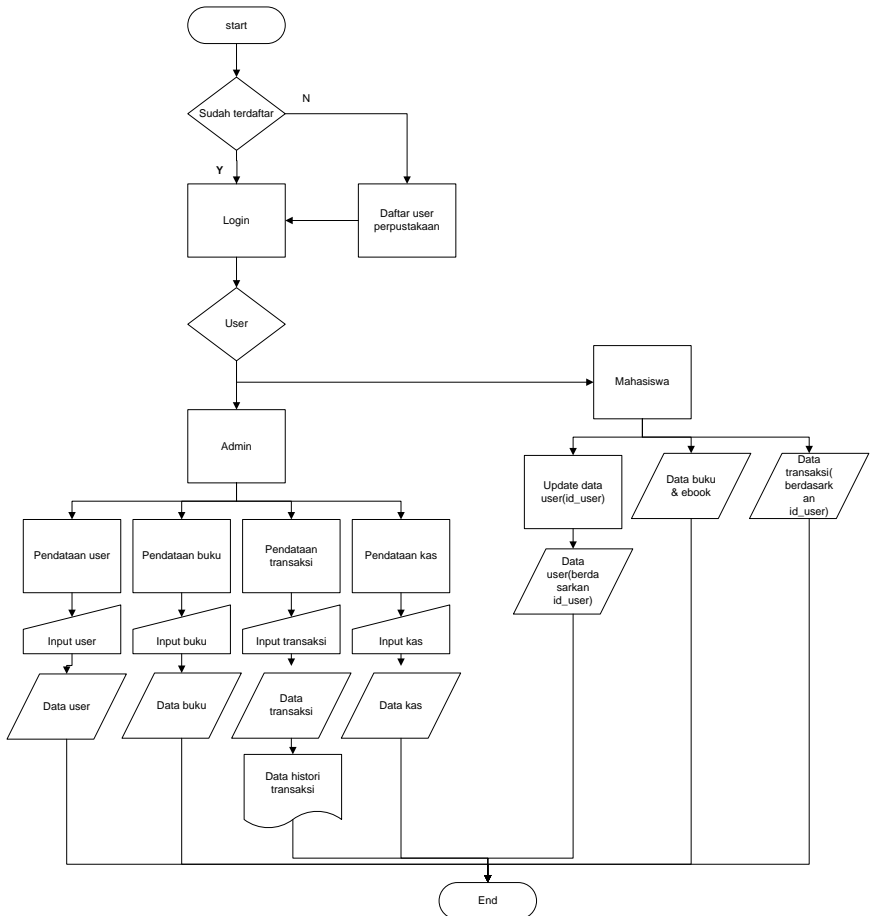 start
Sudah terdaftar
N
Y
Login
Daftar user
perpustakaan
User
Mahasiswa
Admin
Update data
user(id_user)
Data buku
& ebook
Data
transaksi(
berdasark
an
id_user)
Pendataan user
Pendataan buku
Pendataan
transaksi
Pendataan kas
Data
user(berda
sarkan
id_user)
Input user
Input buku
Input transaksi
Input kas
Data user
Data buku
Data
transaksi
Data kas
Data histori
transaksi
End